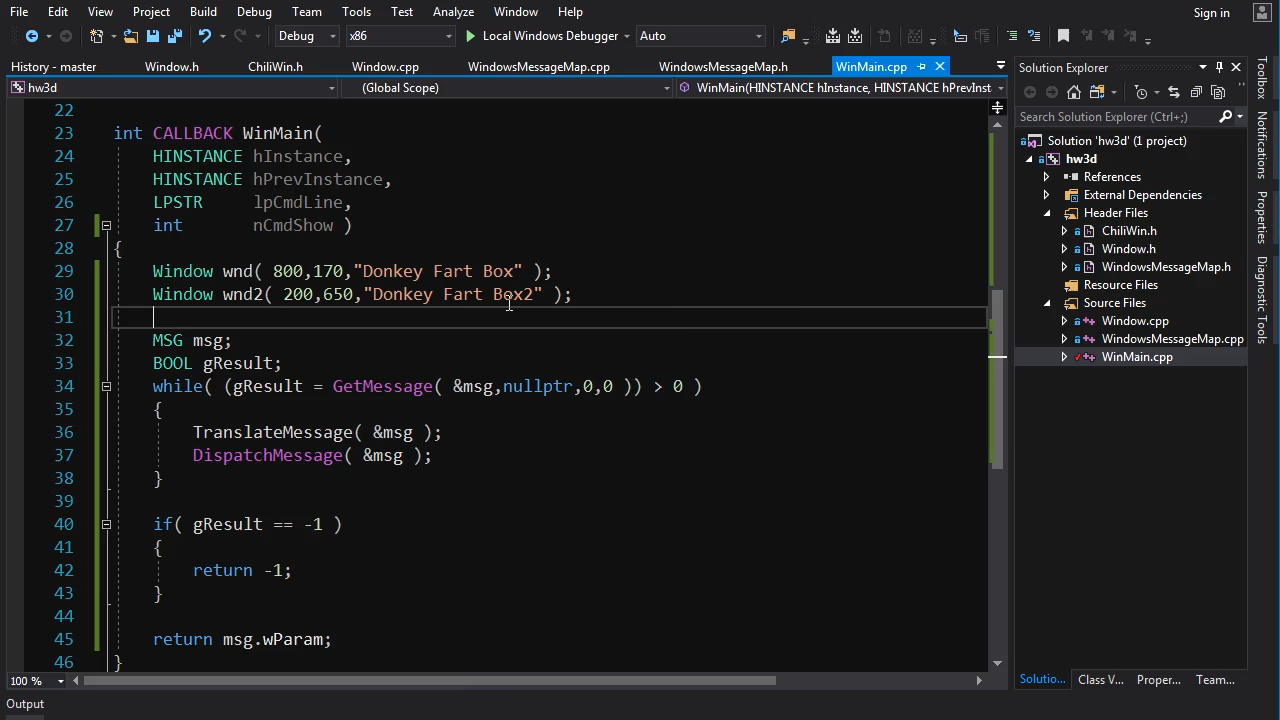 File Edit View Project Build Debug Team Tools Test Analyze Window Help Sign in
Debug x86 Local Windows Debugger Auto
History - master Window.h ChiliWin.h Window.cpp WindowsMessageMap.cpp WindowsMessageMap.h WinMain.cpp
hw3d (Global Scope) WinMain(HINSTANCE hInstance, HINSTANCE hPrevInst
22
23 int CALLBACK WinMain(
24 HINSTANCE hInstance,
25 HINSTANCE hPrevInstance,
26 LPSTR lpCmdLine,
27 int nCmdShow )
28 {
29 Window wnd( 800,170,"Donkey Fart Box" );
30 Window wnd2( 200,650,"Donkey Fart Box2" );
31
32 MSG msg;
33 BOOL gResult;
34 while( (gResult = GetMessage( &msg,nullptr,0,0 )) > 0 )
35 {
36 TranslateMessage( &msg );
37 DispatchMessage( &msg );
38 }
39
40 if( gResult == -1 )
41 {
42 return -1;
43 }
44
45 return msg.wParam;
46 }
100 %
Output
Solution Explorer
Search Solution Explorer (Ctrl+;)
Solution 'hw3d' (1 project)
hw3d
References
External Dependencies
Header Files
ChiliWin.h
Window.h
WindowsMessageMap.h
Resource Files
Source Files
Window.cpp
WindowsMessageMap.cpp
WinMain.cpp
Solutio... Class V... Proper... Team...
Toolbox
Notifications
Properties
Diagnostic Tools